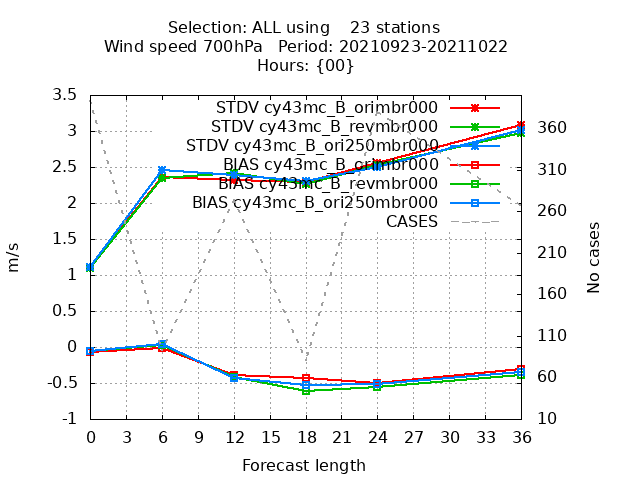 Selection: ALL using 23 stations
Wind speed 700hPa Period: 20210923-20211022
Hours: {00}
STDV cy43mc_B_orimbr000
STDV cy43mc_B_revmbr000
STDV cy43mc_B_ori250mbr000
BIAS cy43mc_B_orimbr000
BIAS cy43mc_B_revmbr000
BIAS cy43mc_B_ori250mbr000
CASES
3.5
3
2.5
2
1.5
1
0.5
0
-0.5
-1
m/s
360
310
260
210
160
110
60
10
No cases
0 3 6 9 12 15 18 21 24 27 30 33 36
Forecast length